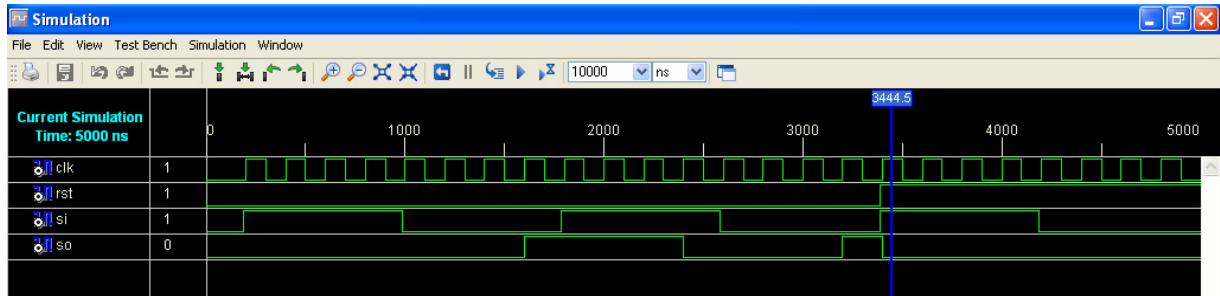 Simulation
File Edit View Test Bench Simulation Window
10000 ns
3444.5
Current Simulation
Time: 5000 ns
0 1000 2000 3000 4000 5000
clk 1
rst 1
si 1
so 0